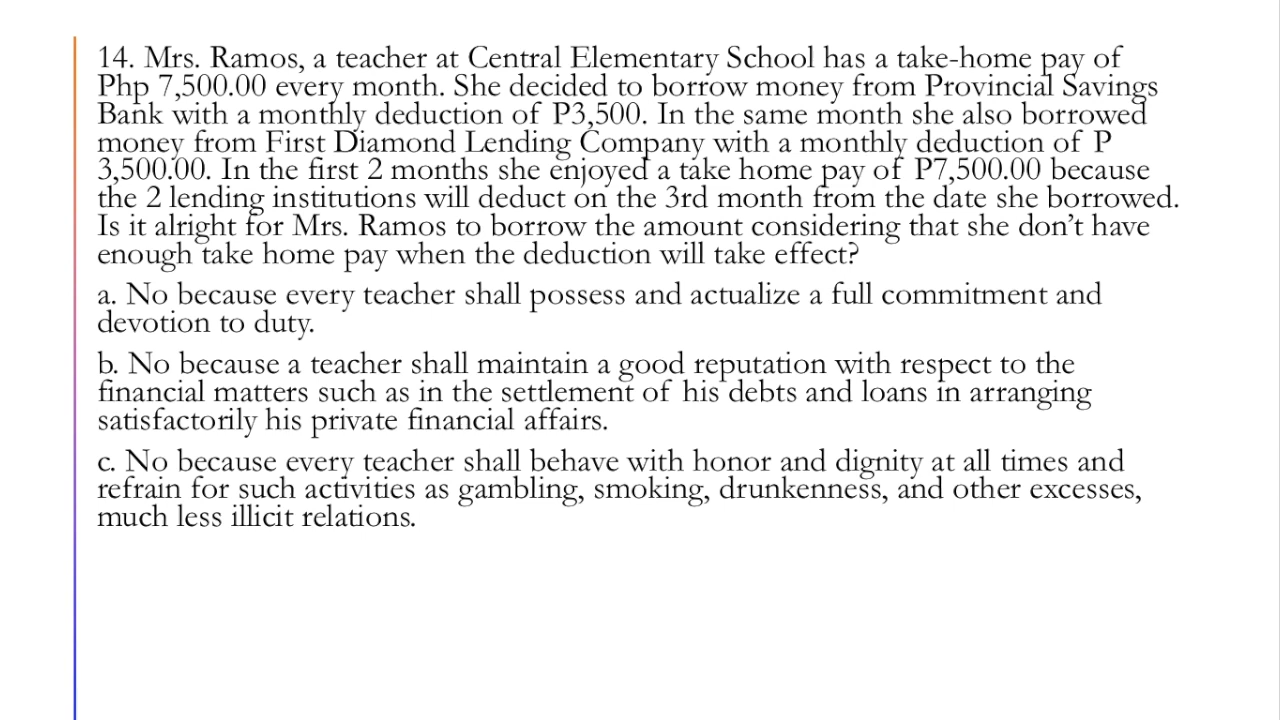 14. Mrs. Ramos, a teacher at Central Elementary School has a take-home pay of
Php 7,500.00 every month. She decided to borrow money from Provincial Savings
Bank with a monthly deduction of P3,500. In the same month she also borrowed
money from First Diamond Lending Company with a monthly deduction of P
3,500.00. In the first 2 months she enjoyed a take home pay of P7,500.00 because
the 2 lending institutions will deduct on the 3rd month from the date she borrowed.
Is it alright for Mrs. Ramos to borrow the amount considering that she don’t have
enough take home pay when the deduction will take effect?
a. No because every teacher shall possess and actualize a full commitment and
devotion to duty.
b. No because a teacher shall maintain a good reputation with respect to the
financial matters such as in the settlement of his debts and loans in arranging
satisfactorily his private financial affairs.
c. No because every teacher shall behave with honor and dignity at all times and
refrain for such activities as gambling, smoking, drunkenness, and other excesses,
much less illicit relations.